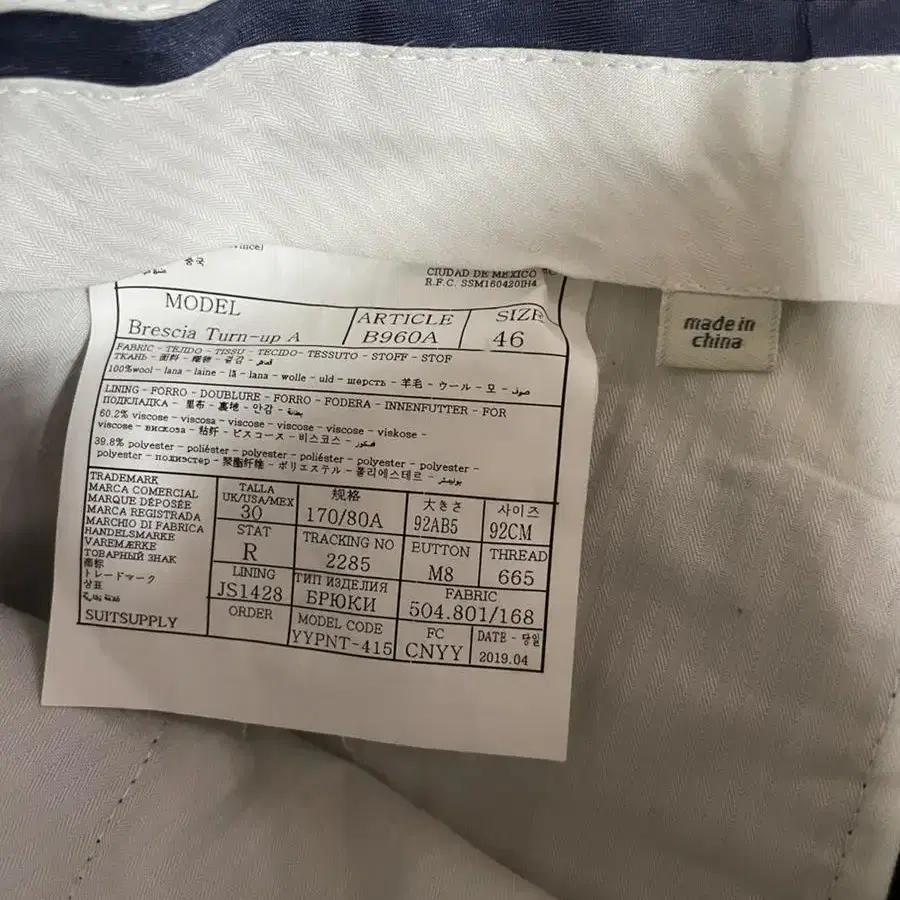 중국
CIUDAD DE MEXICO
R.F.C. SSM160420IH4
MODEL
Brescia Turn-up A
ARTICLE
B960A
SIZE
46
FABRIC - TEJIDO - TISSU - TECIDO - TESSUTO - STOFF - STOF
ТКАНЬ - 面料 - 겉감 - قماش
100%wool - lana - laine - lã - lana - wolle - uld - шерсть - 羊毛 - ウール - 모 - صوف
LINING - FORRO - DOUBLURE - FORRO - FODERA - INNENFUTTER - FOR
ПОДКЛАДКА - 里布 - 裏地 - 안감 - بطانة
60.2% viscose - viscosa - viscose - viscose - viscose - viskose -
viscose - вискоза - 粘纤 - ビスコース - 비스코스 - فسكوز
39.8% polyester - poliéster - polyester - poliéster - polyester - polyester -
polyester - полиэстер - 聚酯纤维 - ポリエステル - 폴리에스테르 - بوليستر
TRADEMARK
MARCA COMERCIAL
MARQUE DÉPOSÉE
MARCA REGISTRADA
MARCHIO DI FABRICA
HANDELSMARKE
VAREMÆRKE
ТОВАРНЫЙ ЗНАК
商标
トレードマーク
상표
SUITSUPPLY
TALLA
UK/USA/MEX
30
规格
170/80A
大きさ
92AB5
사이즈
92CM
STAT
R
TRACKING NO
2285
BUTTON
M8
THREAD
665
LINING
JS1428
ТИП ИЗДЕЛИЯ
БРЮКИ
FABRIC
504.801/168
ORDER
MODEL CODE
YYPNT-415
FC
CNYY
DATE - 당일
2019.04
made in
china